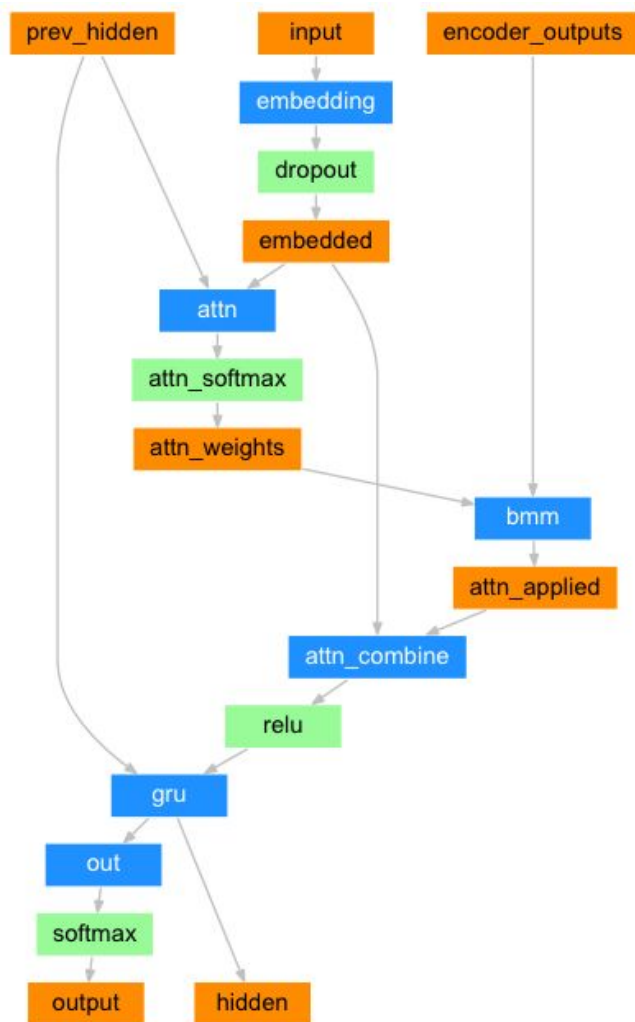 prev_hidden
input
encoder_outputs
embedding
dropout
embedded
attn
attn_softmax
attn_weights
bmm
attn_applied
attn_combine
relu
gru
out
softmax
output
hidden